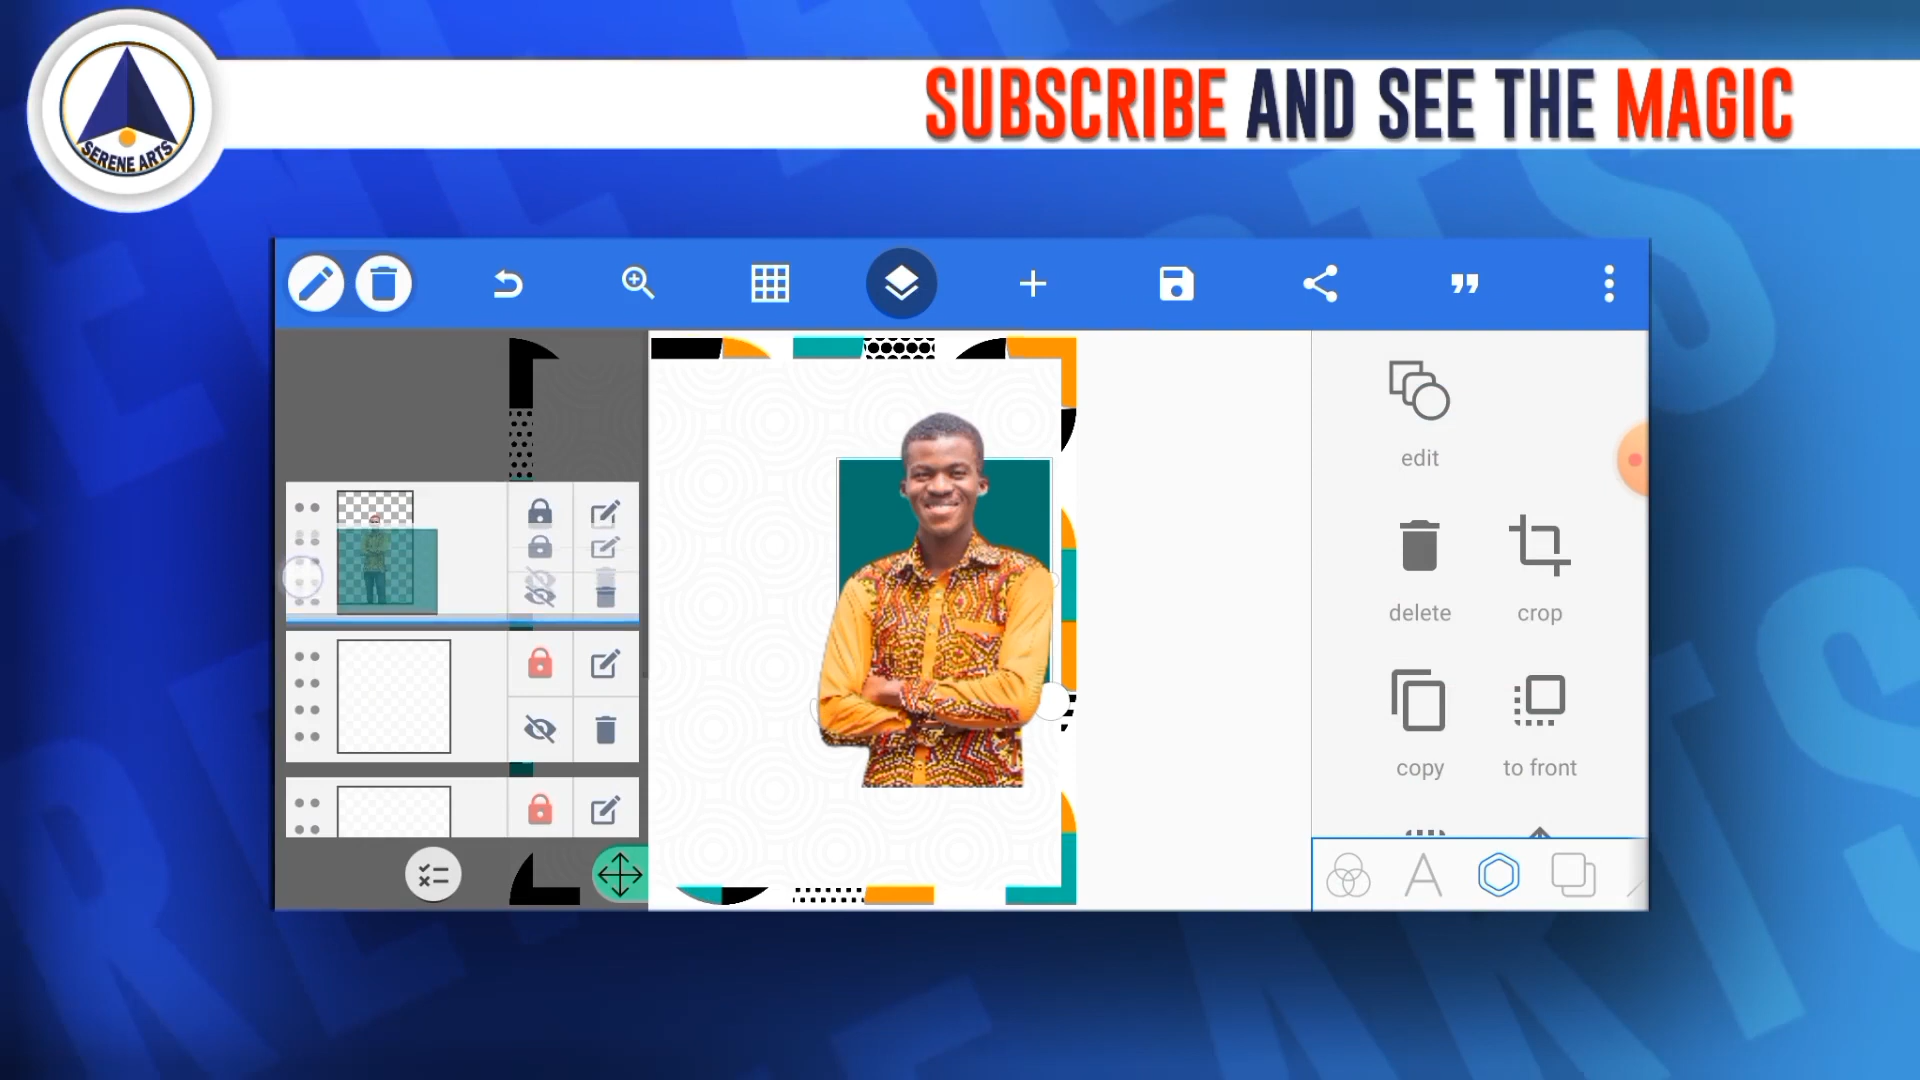 SUBSCRIBE AND SEE THE MAGIC
SERENE ARTS
edit
delete
crop
copy
to front